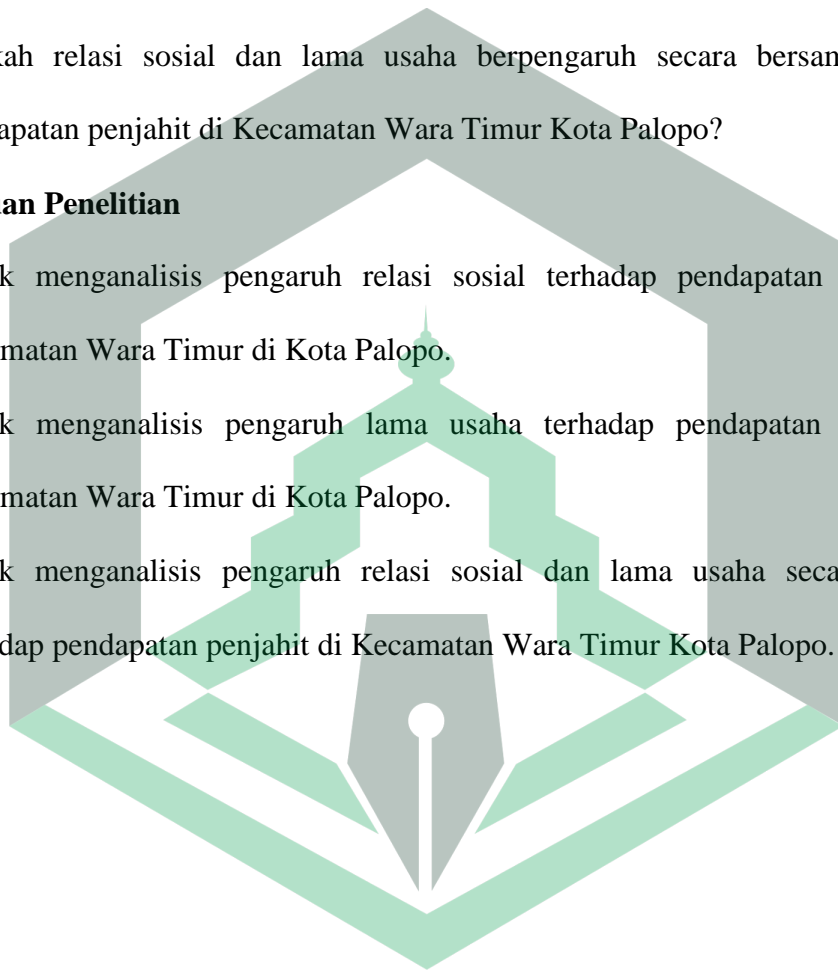 kah relasi sosial dan lama usaha berpengaruh secara bersam
apatan penjahit di Kecamatan Wara Timur Kota Palopo?
an Penelitian
k menganalisis pengaruh relasi sosial terhadap pendapatan
matan Wara Timur di Kota Palopo.
k menganalisis pengaruh lama usaha terhadap pendapatan
matan Wara Timur di Kota Palopo.
k menganalisis pengaruh relasi sosial dan lama usaha seca
dap pendapatan penjahit di Kecamatan Wara Timur Kota Palopo.